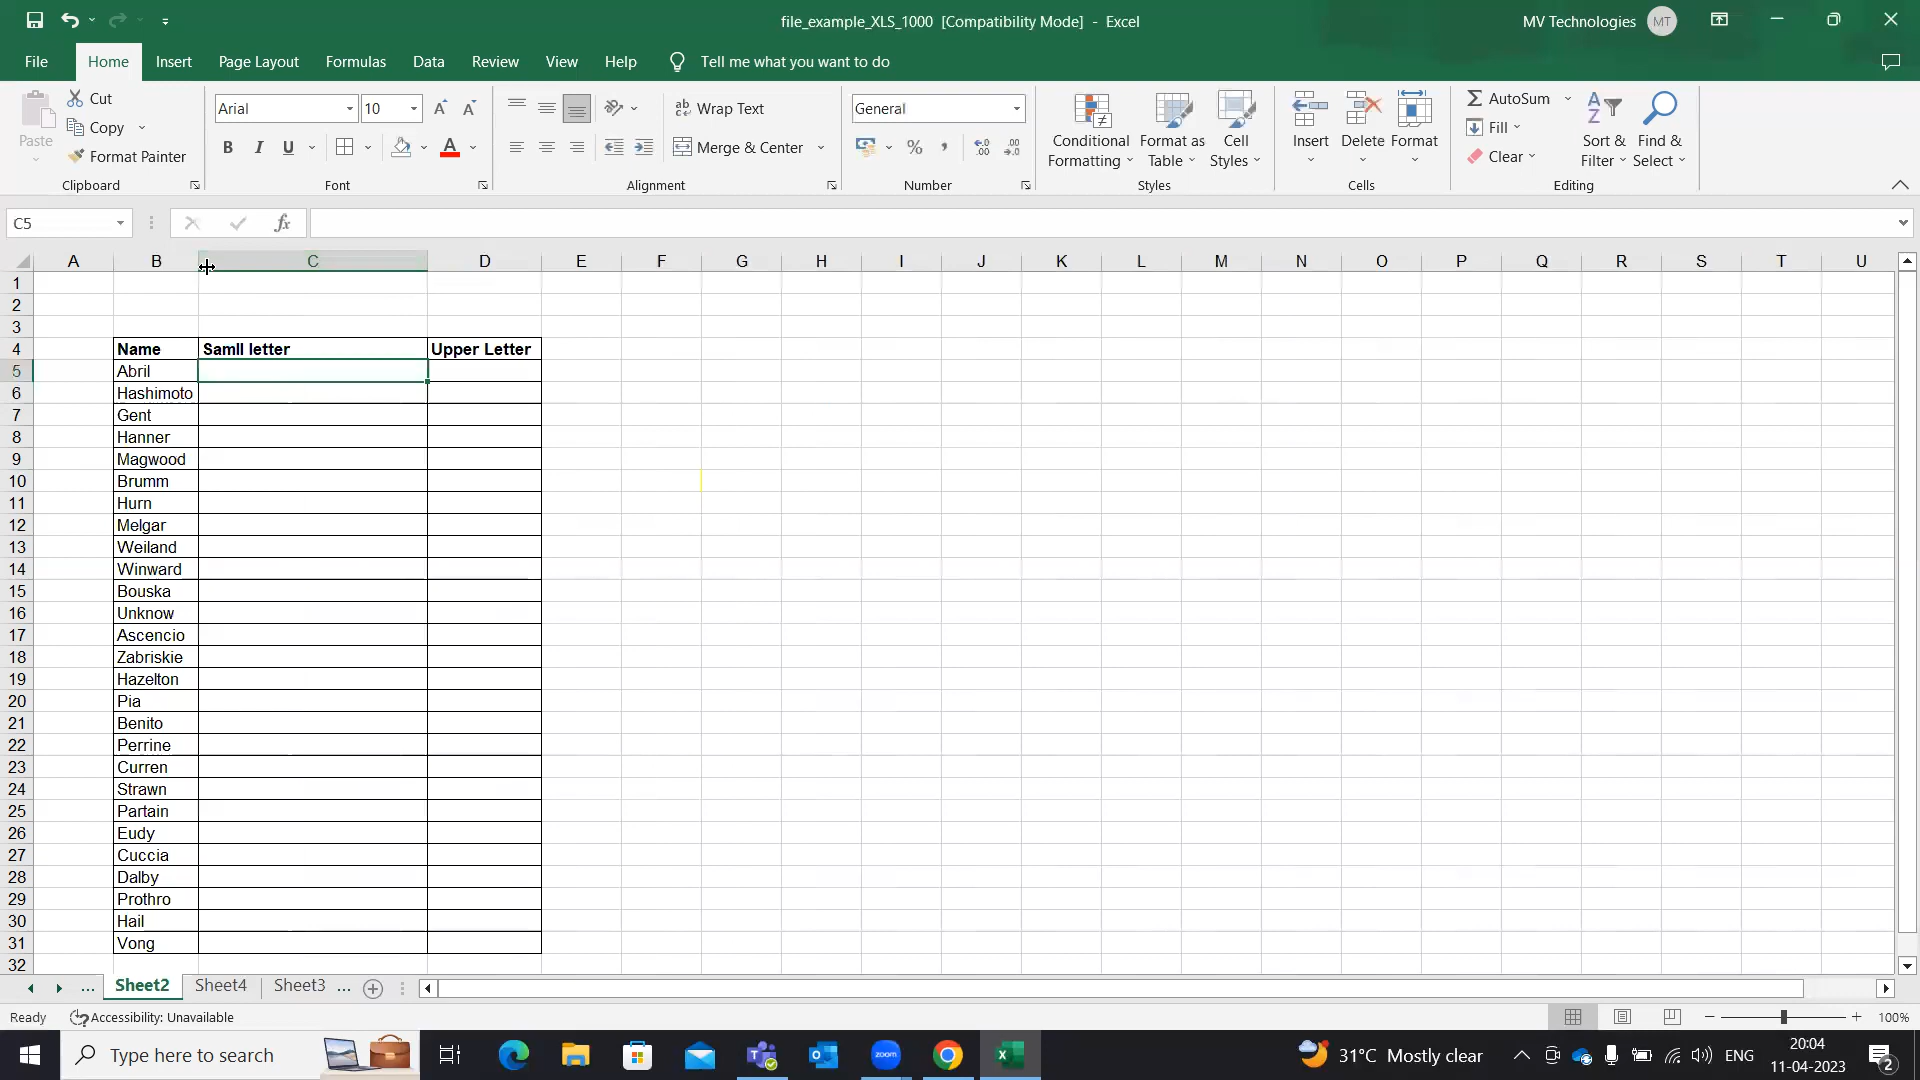 file_example_XLS_1000 [Compatibility Mode] - Excel
MV Technologies MT
File Home Insert Page Layout Formulas Data Review View Help Tell me what you want to do
Paste
Cut
Copy
Format Painter
Clipboard
Arial 10
B I U
Font
Wrap Text
Merge & Center
Alignment
General
Number
Conditional Formatting
Format as Table
Cell Styles
Styles
Insert Delete Format
Cells
AutoSum
Fill
Clear
Sort & Filter
Find & Select
Editing
C5 fx
A B C D E F G H I J K L M N O P Q R S T U
1
2
3
4 Name Samll letter Upper Letter
5 Abril
6 Hashimoto
7 Gent
8 Hanner
9 Magwood
10 Brumm
11 Hurn
12 Melgar
13 Weiland
14 Winward
15 Bouska
16 Unknow
17 Ascencio
18 Zabriskie
19 Hazelton
20 Pia
21 Benito
22 Perrine
23 Curren
24 Strawn
25 Partain
26 Eudy
27 Cuccia
28 Dalby
29 Prothro
30 Hail
31 Vong
32
... Sheet2 Sheet4 Sheet3 ...
Ready Accessibility: Unavailable 100%
Type here to search
zoom
31°C Mostly clear
ENG
20:04
11-04-2023
2